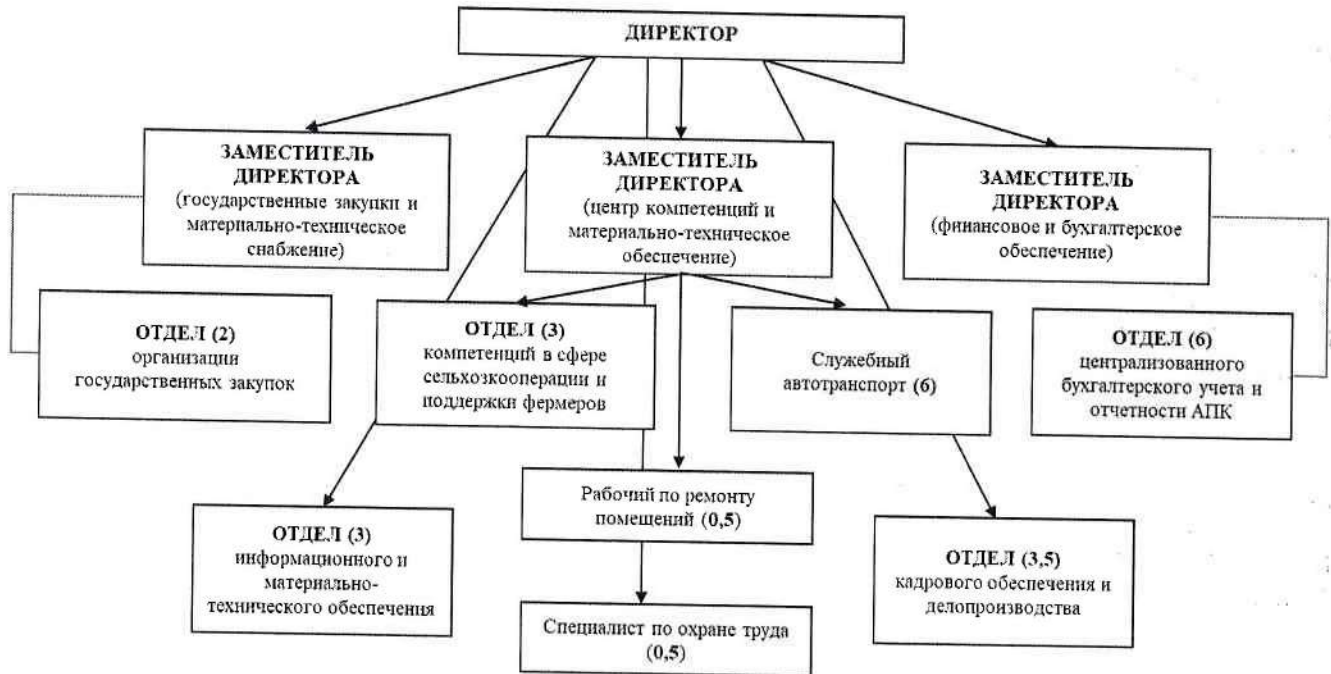 ДИРЕКТОР
ЗАМЕСТИТЕЛЬ
ДИРЕКТОРА
(государственные закупки и
материально-техническое
снабжение)
ЗАМЕСТИТЕЛЬ
ДИРЕКТОРА
(центр компетенций и
материально-техническое
обеспечение)
ЗАМЕСТИТЕЛЬ
ДИРЕКТОРА
(финансовое и бухгалтерское
обеспечение)
ОТДЕЛ (2)
организации
государственных закупок
ОТДЕЛ (3)
компетенций в сфере
сельхозкооперации и
поддержки фермеров
Служебный
автотранспорт (6)
ОТДЕЛ (6)
централизованного
бухгалтерского учета и
отчетности АПК
ОТДЕЛ (3)
информационного и
материально-
технического обеспечения
Рабочий по ремонту
помещений (0,5)
Специалист по охране труда
(0,5)
ОТДЕЛ (3,5)
кадрового обеспечения и
делопроизводства